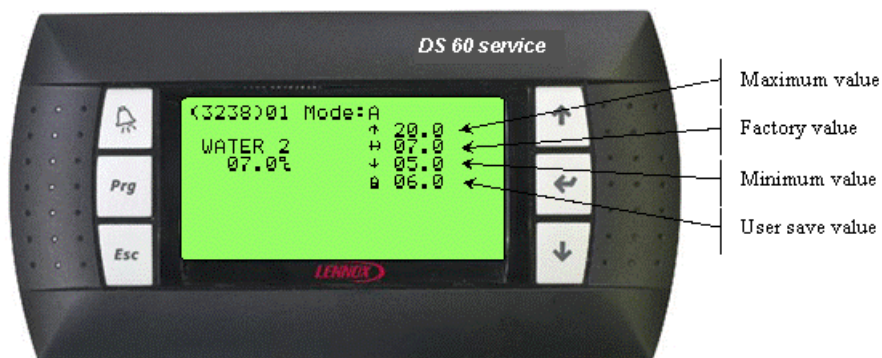 DS 60 service
(3238)01 Mode:A
↑ 20.0
WATER 2 ↔ 07.0
07.0℃ ↓ 05.0
06.0
Prg
Esc
LENNOX
Maximum value
Factory value
Minimum value
User save value